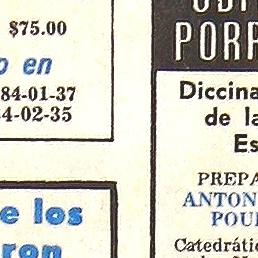 $75.00
en
84-01-37
4-02-35
e los
ron
PORR
Diccina
de la
Es
PREPA
ANTON
POU
Catedráti